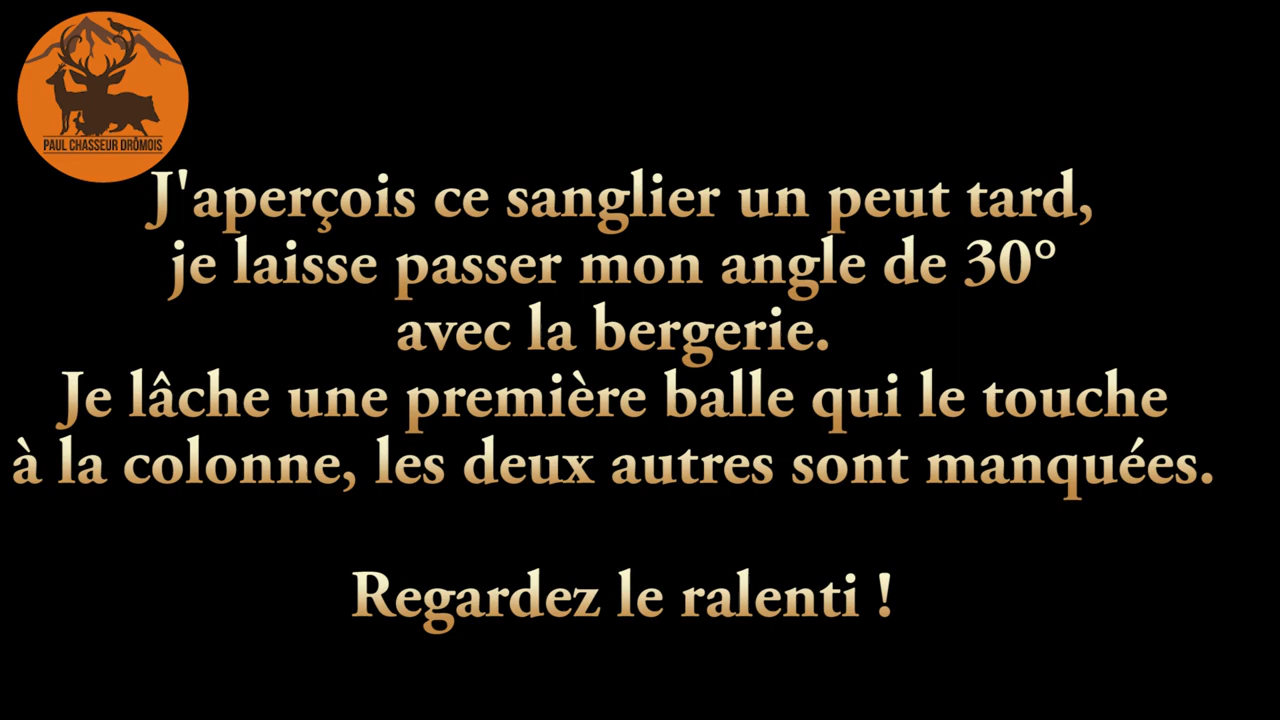 PAUL CHASSEUR DRÔMOIS
J'aperçois ce sanglier un peut tard,
je laisse passer mon angle de 30°
avec la bergerie.
Je lâche une première balle qui le touche
à la colonne, les deux autres sont manquées.
Regardez le ralenti !